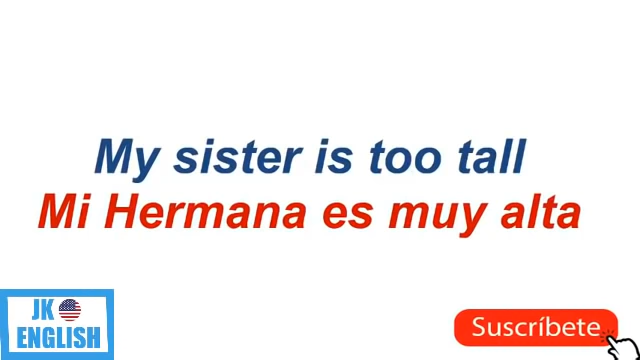 My sister is too tall
Mi Hermana es muy alta
JK
ENGLISH
Suscríbete